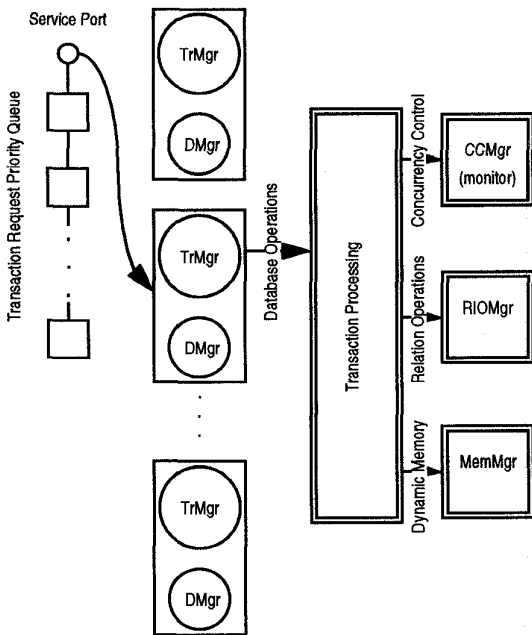 Service Port
Transaction Request Priority Queue
TrMgr
DMgr
TrMgr
DMgr
TrMgr
DMgr
Database Operations
Transaction Processing
Concurrency Control
CCMgr
(monitor)
Relation Operations
RIOMgr
Dynamic Memory
MemMgr